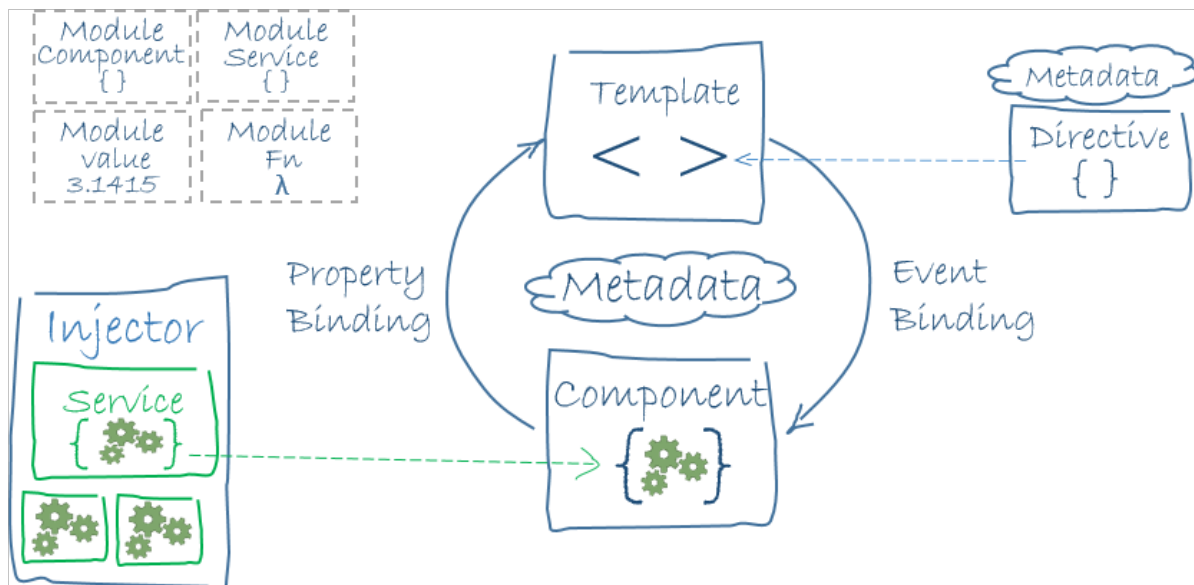 Module
Component
{ }
Module
Service
{ }
Module
value
3.1415
Module
Fn
λ
Template
< >
Metadata
Directive
{ }
Property
Binding
Metadata
Event
Binding
Injector
Service
{ }
Component
{ }